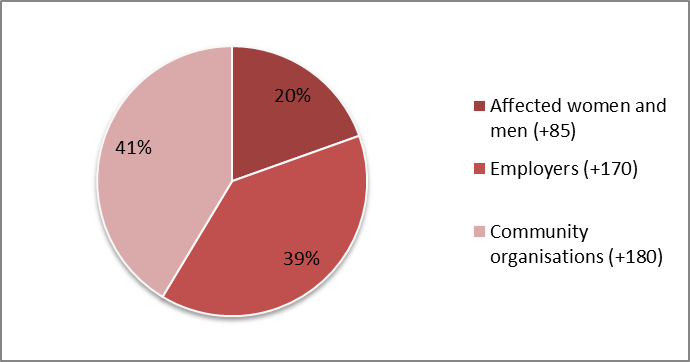 20%
41%
39%
Affected women and
men (+85)
Employers (+170)
Community
organisations (+180)